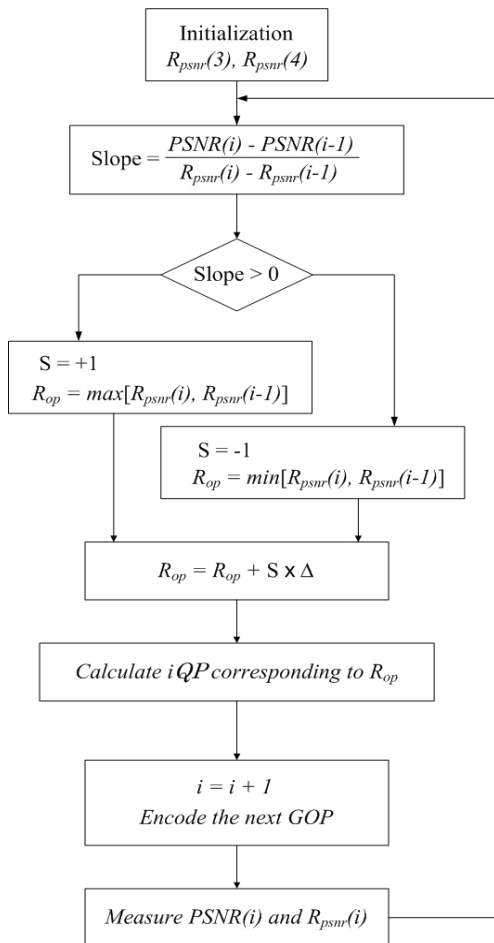 Initialization
Rpsnr(3), Rpsnr(4)
Slope = PSNR(i) - PSNR(i-1)
Rpsnr(i) - Rpsnr(i-1)
Slope > 0
S = +1
Rop = max[Rpsnr(i), Rpsnr(i-1)]
S = -1
Rop = min[Rpsnr(i), Rpsnr(i-1)]
Rop = Rop + S x Δ
Calculate iQP corresponding to Rop
i = i + 1
Encode the next GOP
Measure PSNR(i) and Rpsnr(i)